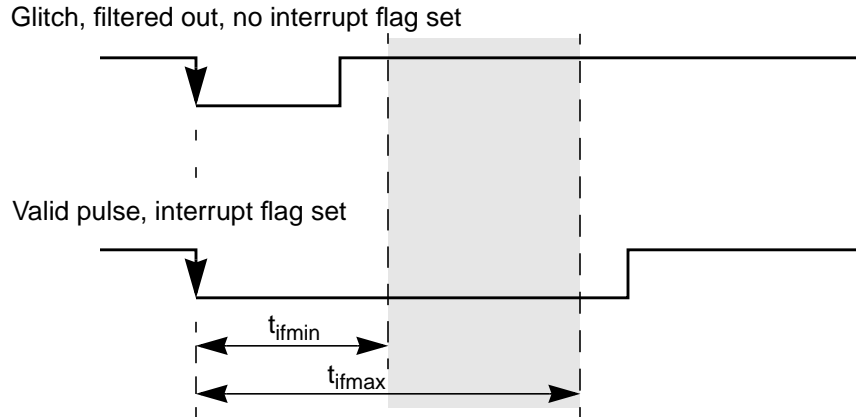 Glitch, filtered out, no interrupt flag set
Valid pulse, interrupt flag set
tifmin
tifmax